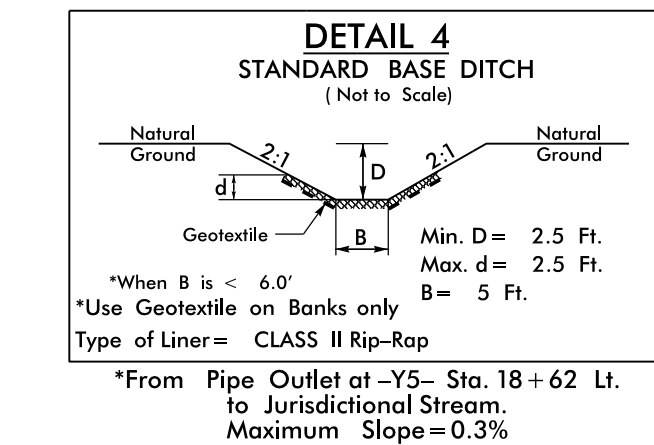 DETAIL 4
STANDARD BASE DITCH
( Not to Scale)
Natural
Ground
Natural
Ground
2:1
2:1
D
d
Geotextile
B
Min. D = 2.5 Ft.
Max. d = 2.5 Ft.
B = 5 Ft.
*When B is < 6.0'
*Use Geotextile on Banks only
Type of Liner = CLASS II Rip-Rap
*From Pipe Outlet at -Y5- Sta. 18+62 Lt.
to Jurisdictional Stream.
Maximum Slope=0.3%